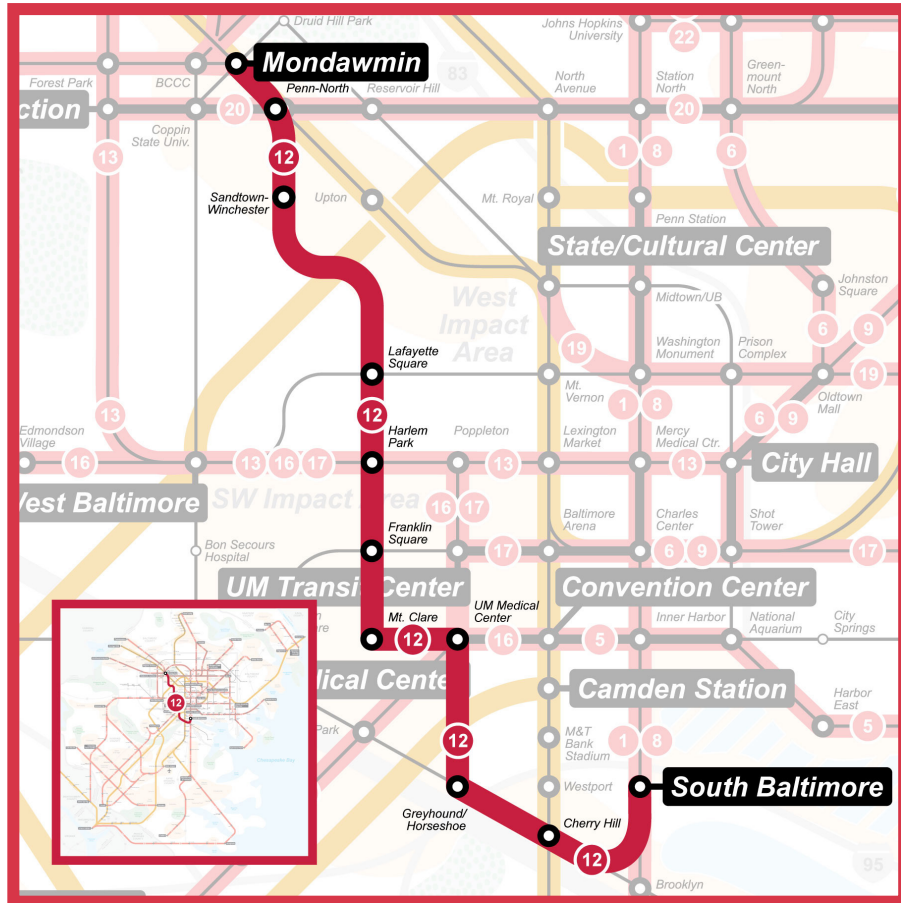 Druid Hill Park
Johns Hopkins
University
22
Mondawmin
83
Forest Park
BCCC
Penn-North
Reservoir Hill
North
Avenue
Station
North
Green-
mount
North
ction
20
20
Coppin
State Univ.
13
12
1
8
6
Sandtown-
Winchester
Upton
Mt. Royal
Penn Station
State/Cultural Center
West
Impact
Area
Midtown/UB
Johnston
Square
6
9
19
Lafayette
Square
Washington
Monument
Prison
Complex
19
Mt.
Vernon
Oldtown
Mall
13
12
1
8
6
9
Edmondson
Village
Harlem
Park
Poppleton
Lexington
Market
Mercy
Medical Ctr.
16
13
16
17
13
13
City Hall
West Baltimore
SW Impact Area
16
17
Franklin
Square
Baltimore
Arena
Charles
Center
Shot
Tower
Bon Secours
Hospital
17
6
9
17
UM Transit Center
Convention Center
Mt. Clare
UM Medical
Center
Inner Harbor
National
Aquarium
City
Springs
12
16
5
dical Cente
Camden Station
12
Park
12
M&T
Bank
Stadium
1
8
Harbor
East
5
Westport
South Baltimore
Greyhound/
Horseshoe
Cherry Hill
12
95
Brooklyn